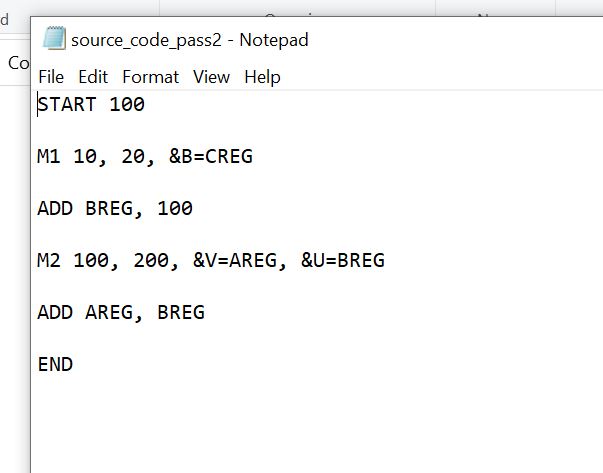 source_code_pass2 - Notepad
File Edit Format View Help
START 100
M1 10, 20, &B=CREG
ADD BREG, 100
M2 100, 200, &V=AREG, &U=BREG
ADD AREG, BREG
END